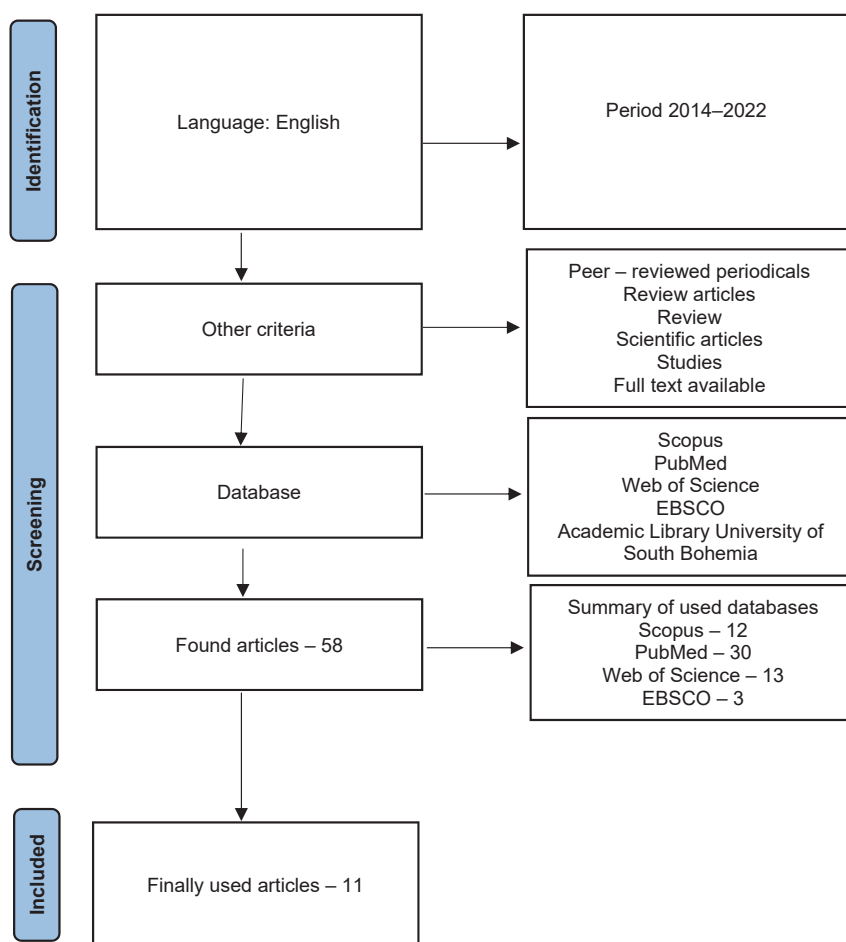 Identification
Language: English
Period 2014–2022
Screening
Other criteria
Peer – reviewed periodicals
Review articles
Review
Scientific articles
Studies
Full text available
Database
Scopus
PubMed
Web of Science
EBSCO
Academic Library University of
South Bohemia
Found articles – 58
Summary of used databases
Scopus – 12
PubMed – 30
Web of Science – 13
EBSCO – 3
Included
Finally used articles – 11